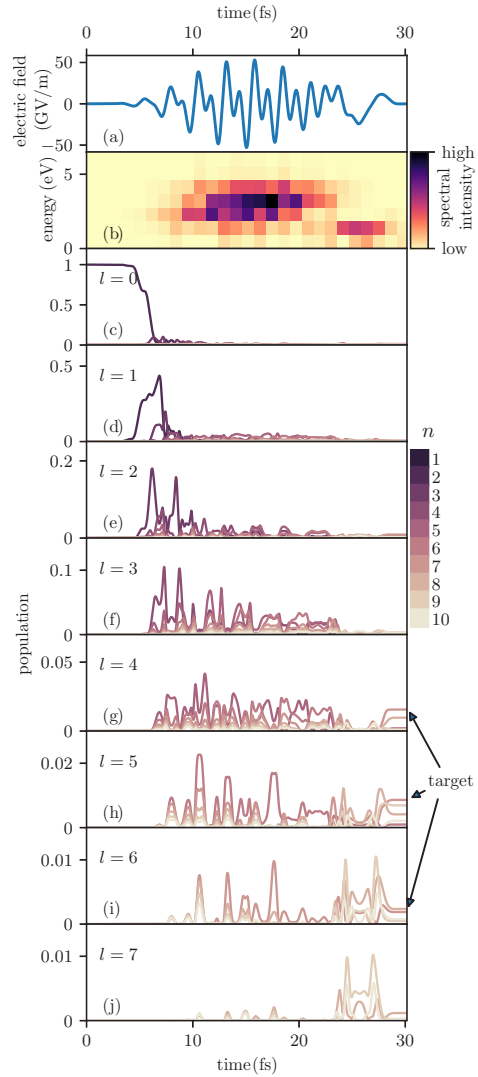 time(fs)
0 10 20 30
electric field
(GV/m)
50
0
−50
(a)
energy (eV)
5
0
(b)
high
low
spectral
intensity
1
0.5
0
l = 0
(c)
0.5
0
l = 1
(d)
n
1
2
3
4
5
6
7
8
9
10
0.2
0
l = 2
(e)
population
0.1
0
l = 3
(f)
0.05
0
l = 4
(g)
target
0.02
0
l = 5
(h)
0.01
0
l = 6
(i)
0.01
0
l = 7
(j)
0 10 20 30
time(fs)